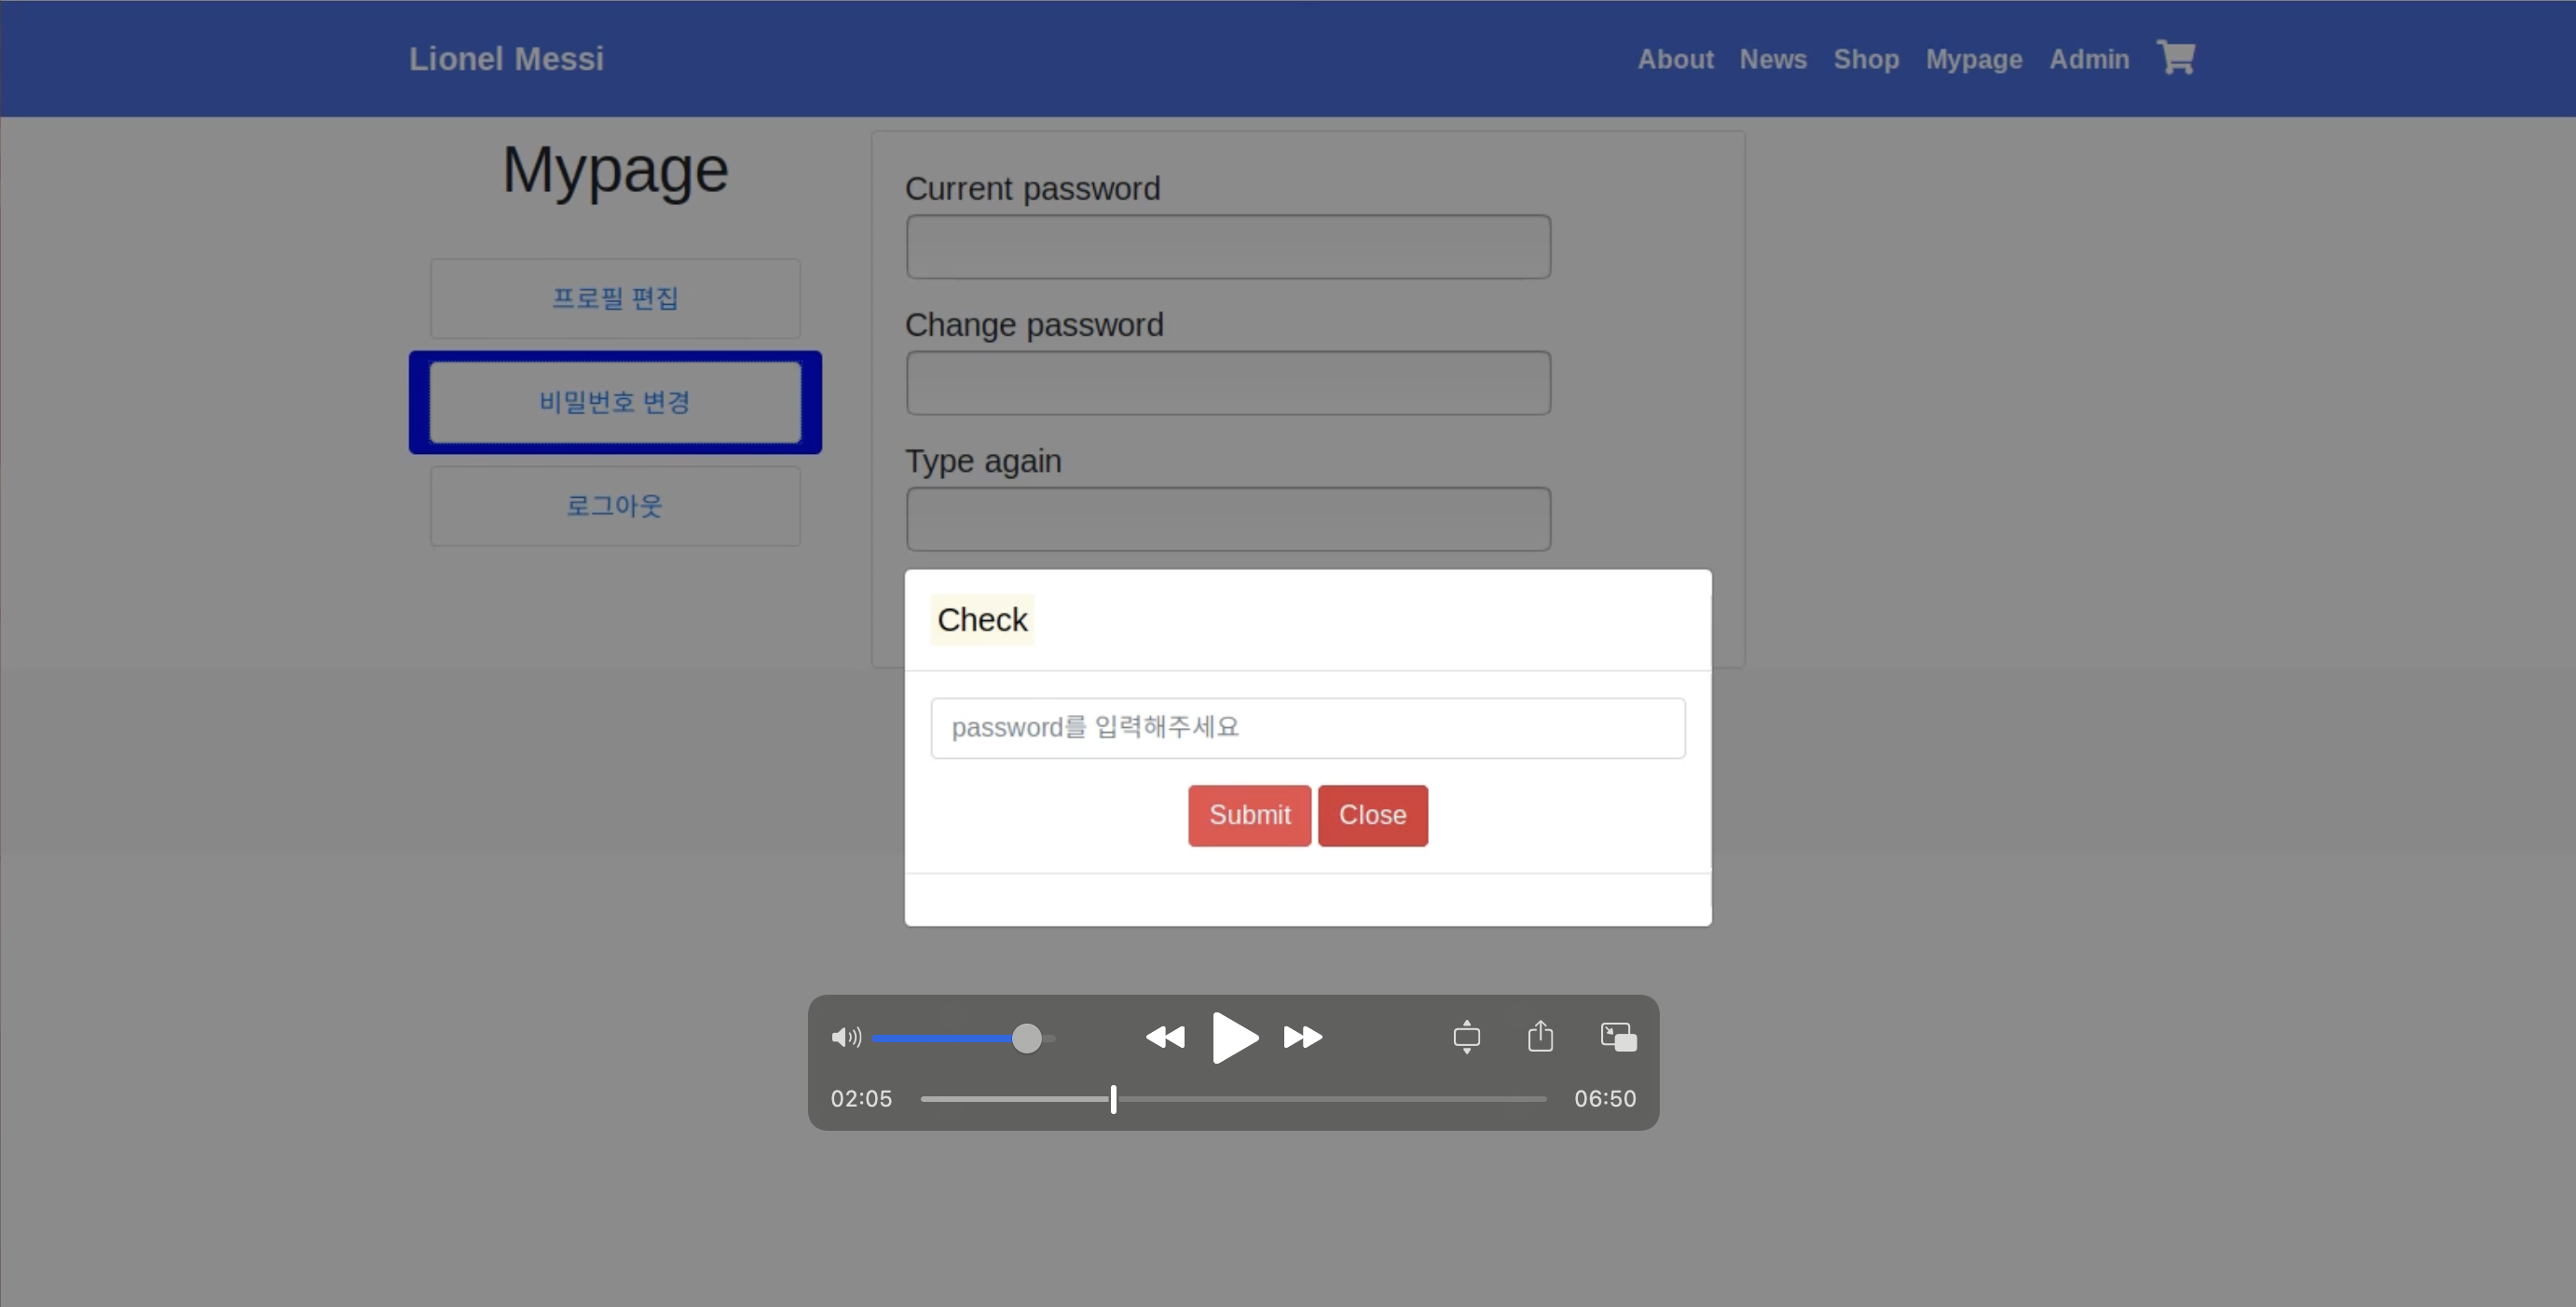 Lionel Messi
About News Shop Mypage Admin
Mypage
프로필 편집
비밀번호 변경
로그아웃
Current password
Change password
Type again
Check
password를 입력해주세요
Submit Close
02:05
06:50